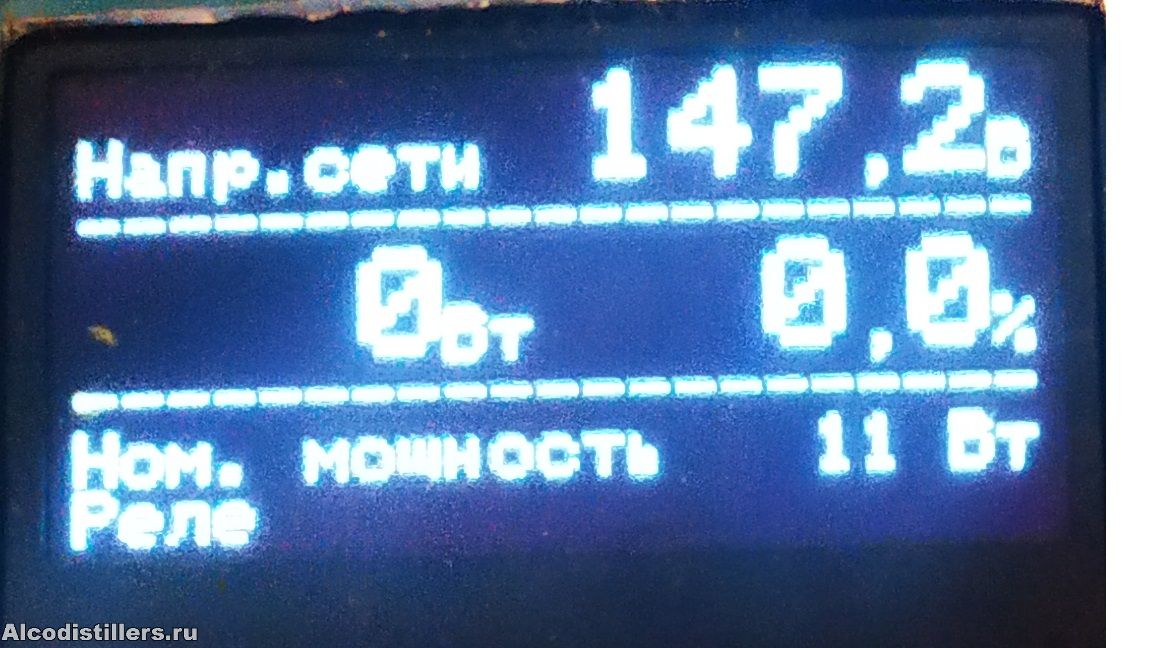 Напр.сети 147,2В
0Вт 0,0%
Ном. мощность 11 Вт
Реле
Alcodistillers.ru